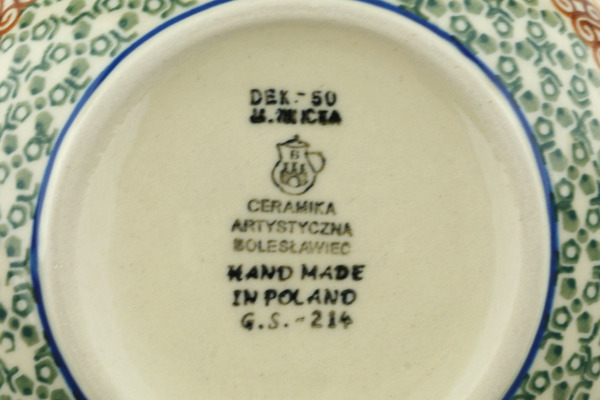 DEK.-50
CERAMIKA
ARTYSTYCZNA
BOLESŁAWIEC
HAND MADE
IN POLAND
G.S.-214